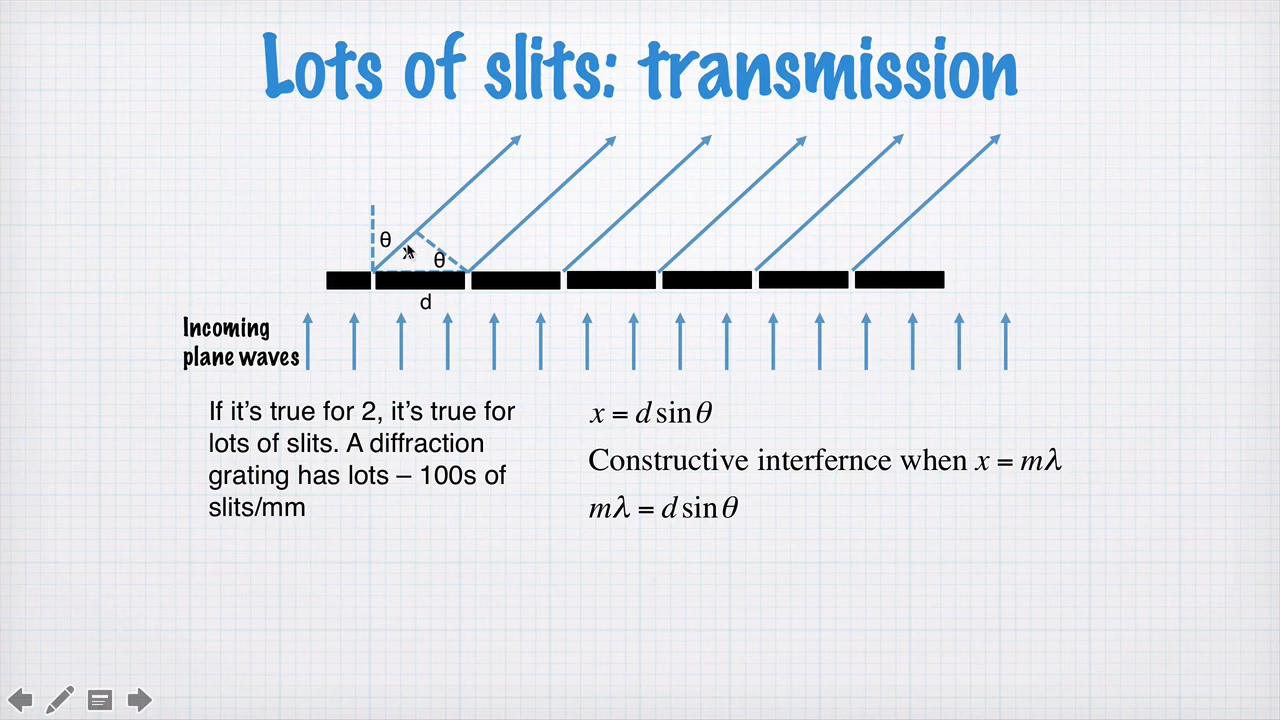 Lots of slits: transmission
θ
x
θ
d
Incoming
plane waves
If it's true for 2, it's true for
lots of slits. A diffraction
grating has lots – 100s of
slits/mm
x = d sin θ
Constructive interfernce when x = mλ
mλ = d sin θ